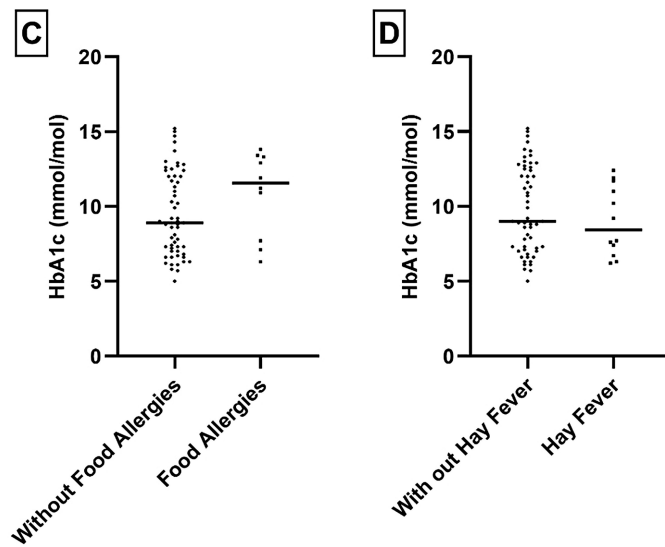 C
HbA1c (mmol/mol)
20
15
10
5
0
Without Food Allergies
Food Allergies
D
HbA1c (mmol/mol)
20
15
10
5
0
With out Hay Fever
Hay Fever